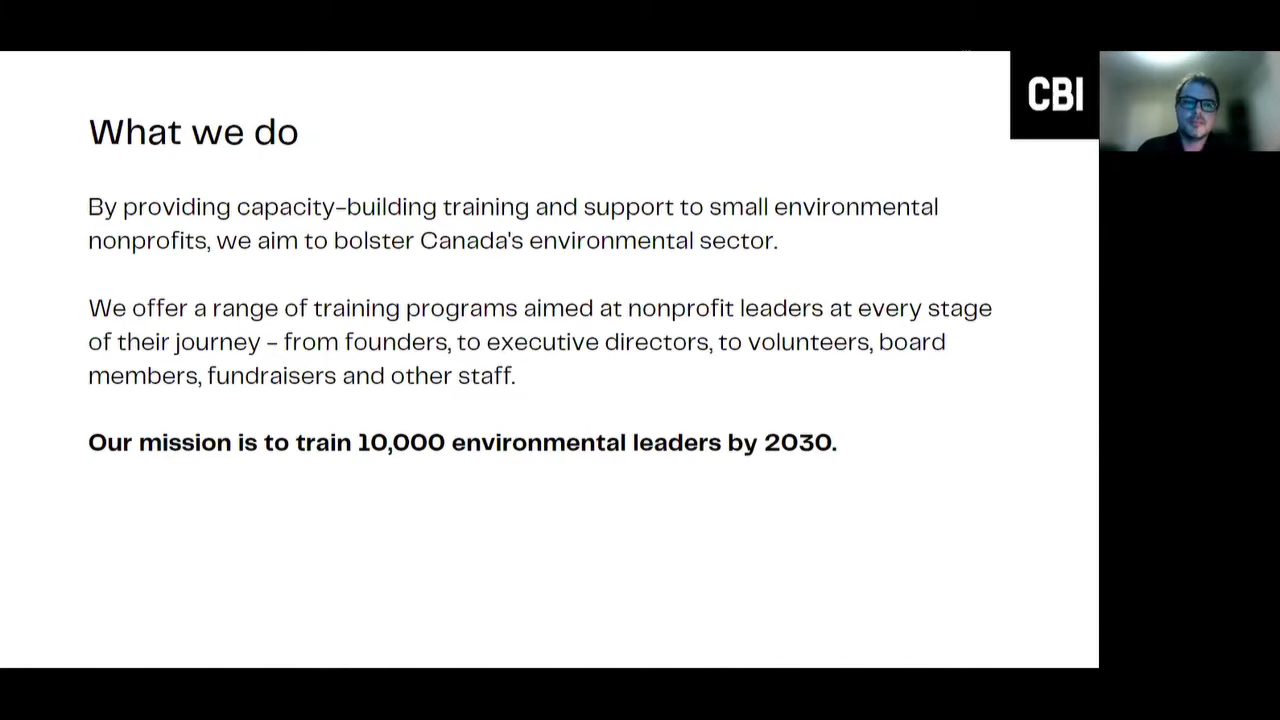 CBI
What we do
By providing capacity-building training and support to small environmental
nonprofits, we aim to bolster Canada's environmental sector.
We offer a range of training programs aimed at nonprofit leaders at every stage
of their journey - from founders, to executive directors, to volunteers, board
members, fundraisers and other staff.
Our mission is to train 10,000 environmental leaders by 2030.